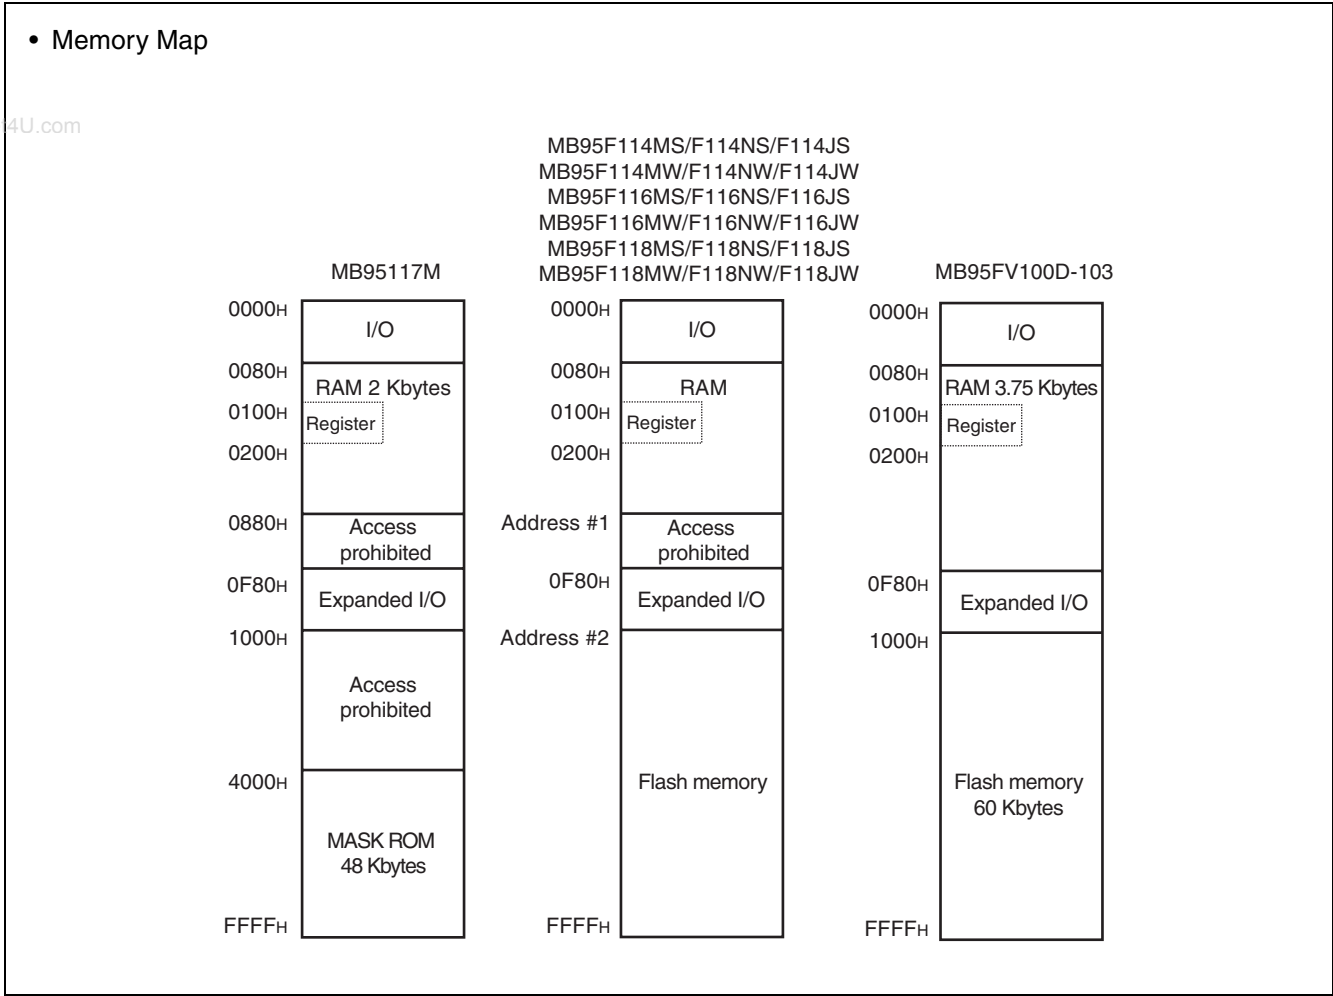 • Memory Map
t4U.com
MB95F114MS/F114NS/F114JS
MB95F114MW/F114NW/F114JW
MB95F116MS/F116NS/F116JS
MB95F116MW/F116NW/F116JW
MB95F118MS/F118NS/F118JS
MB95F118MW/F118NW/F118JW
MB95117M
MB95FV100D-103
0000H
I/O
0080H
RAM 2 Kbytes
0100H
Register
0200H
0880H
Access
prohibited
0F80H
Expanded I/O
1000H
Access
prohibited
4000H
MASK ROM
48 Kbytes
FFFFH
0000H
I/O
0080H
RAM
0100H
Register
0200H
Address #1
Access
prohibited
0F80H
Expanded I/O
Address #2
Flash memory
FFFFH
0000H
I/O
0080H
RAM 3.75 Kbytes
0100H
Register
0200H
0F80H
Expanded I/O
1000H
Flash memory
60 Kbytes
FFFFH